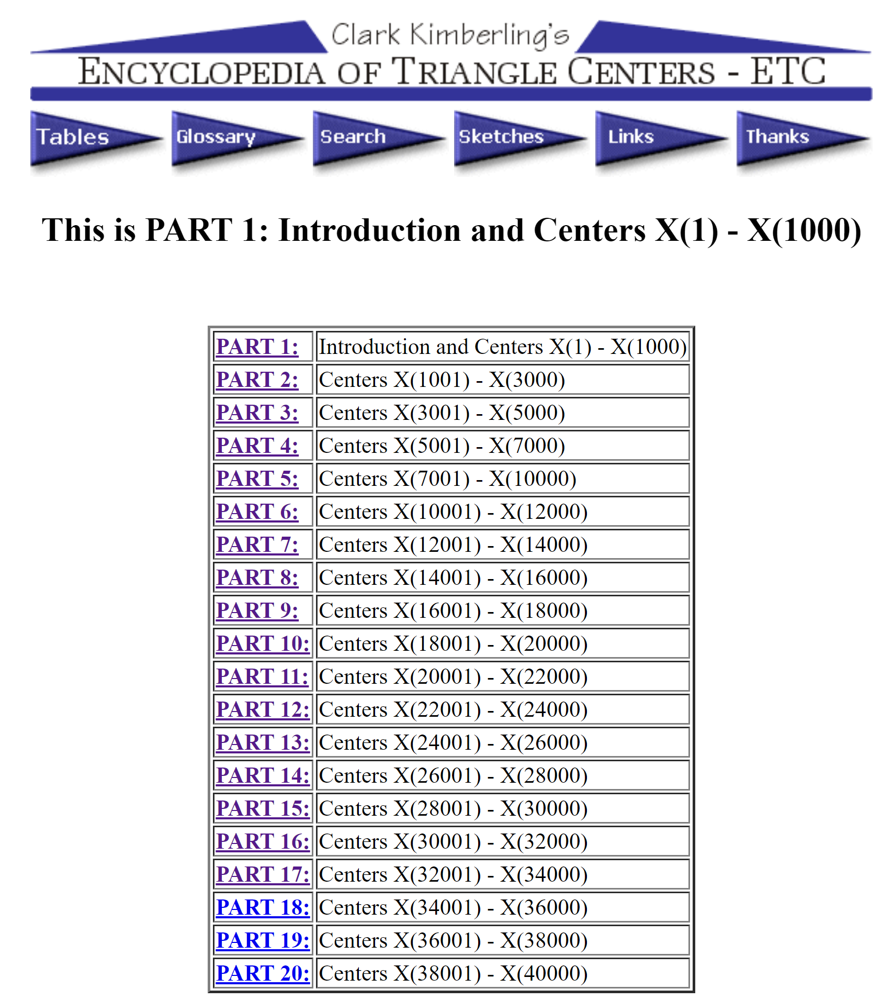 Clark Kimberling's
ENCYCLOPEDIA OF TRIANGLE CENTERS - ETC
Tables Glossary Search Sketches Links Thanks
This is PART 1: Introduction and Centers X(1) - X(1000)
PART 1: Introduction and Centers X(1) - X(1000)
PART 2: Centers X(1001) - X(3000)
PART 3: Centers X(3001) - X(5000)
PART 4: Centers X(5001) - X(7000)
PART 5: Centers X(7001) - X(10000)
PART 6: Centers X(10001) - X(12000)
PART 7: Centers X(12001) - X(14000)
PART 8: Centers X(14001) - X(16000)
PART 9: Centers X(16001) - X(18000)
PART 10: Centers X(18001) - X(20000)
PART 11: Centers X(20001) - X(22000)
PART 12: Centers X(22001) - X(24000)
PART 13: Centers X(24001) - X(26000)
PART 14: Centers X(26001) - X(28000)
PART 15: Centers X(28001) - X(30000)
PART 16: Centers X(30001) - X(32000)
PART 17: Centers X(32001) - X(34000)
PART 18: Centers X(34001) - X(36000)
PART 19: Centers X(36001) - X(38000)
PART 20: Centers X(38001) - X(40000)